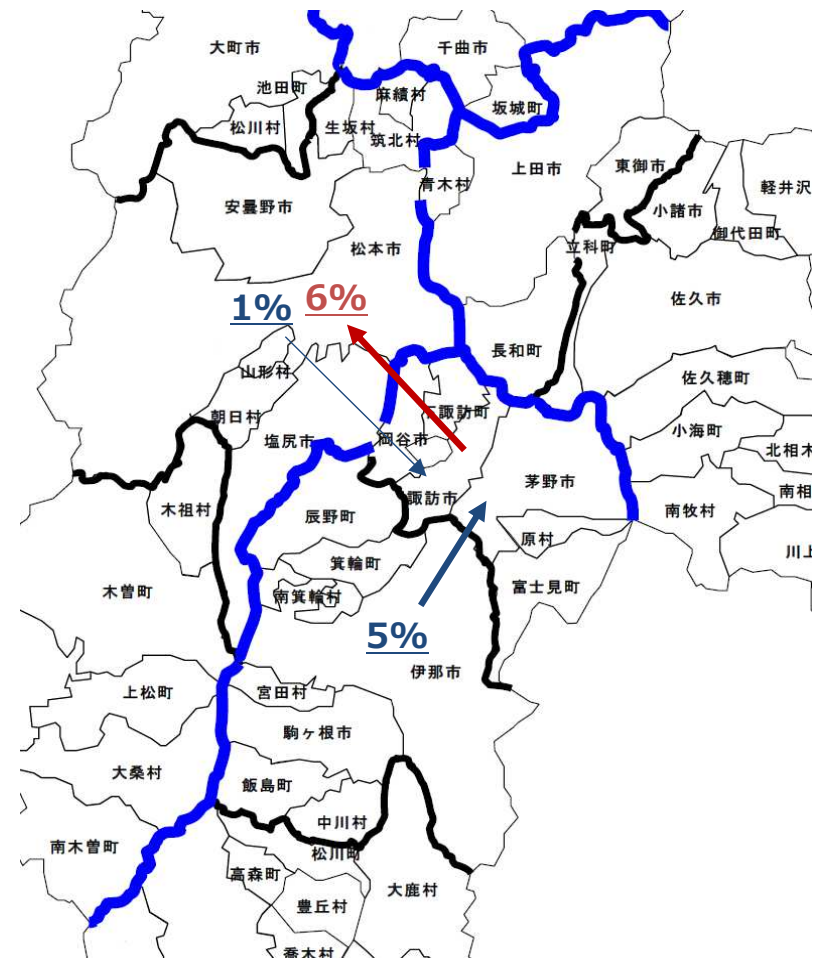 大町市
千曲市
池田町
麻績村
坂城町
松川村
生坂村
筑北村
上田市
東御市
青木村
軽井沢
安曇野市
小諸市
御代田町
松本市
立科町
佐久市
1%
6%
長和町
山形村
佐久穂町
朝日村
下諏訪町
小海町
塩尻市
岡谷市
北相木
茅野市
諏訪市
南相
木祖村
辰野町
南牧村
原村
川上
箕輪町
木曽町
富士見町
南箕輪村
5%
伊那市
上松町
宮田村
駒ヶ根市
大桑村
飯島町
中川村
南木曽町
松川町
高森町
大鹿村
豊丘村
喬木村